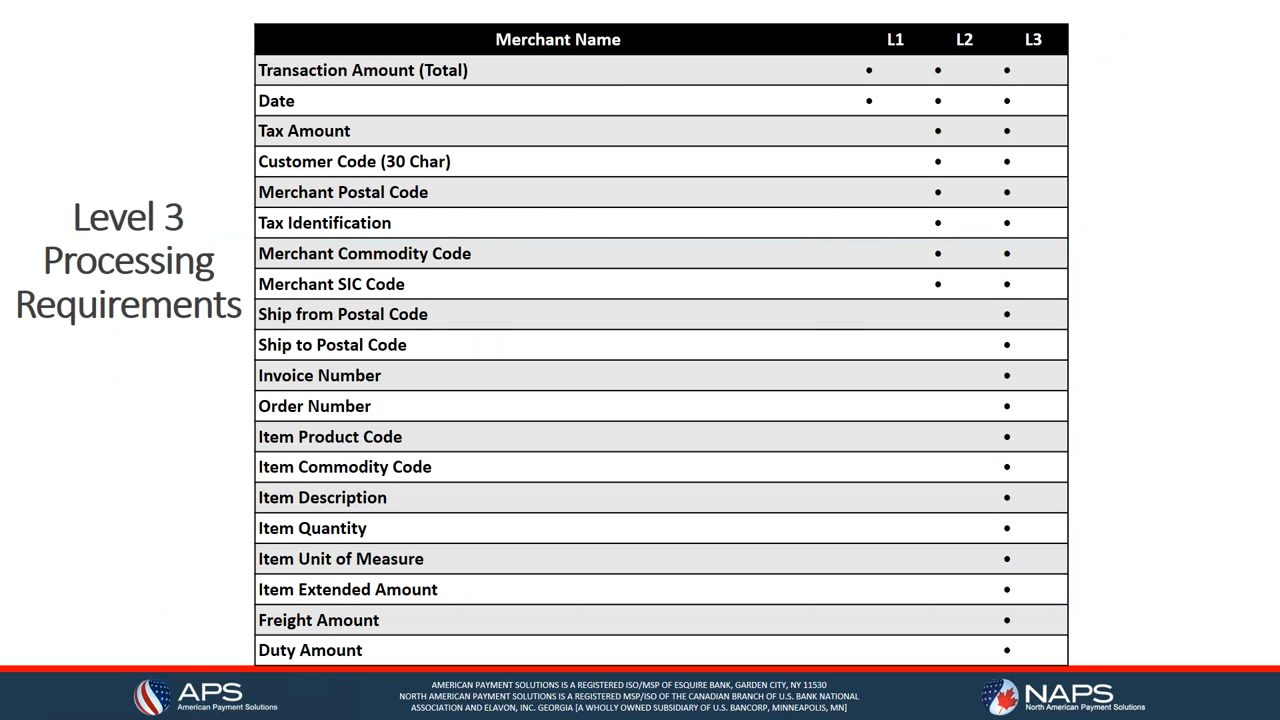 Level 3
Processing
Requirements
Merchant Name L1 L2 L3
Transaction Amount (Total) • • •
Date • • •
Tax Amount • •
Customer Code (30 Char) • •
Merchant Postal Code • •
Tax Identification • •
Merchant Commodity Code • •
Merchant SIC Code • •
Ship from Postal Code •
Ship to Postal Code •
Invoice Number •
Order Number •
Item Product Code •
Item Commodity Code •
Item Description •
Item Quantity •
Item Unit of Measure •
Item Extended Amount •
Freight Amount •
Duty Amount •
APS
American Payment Solutions
AMERICAN PAYMENT SOLUTIONS IS A REGISTERED ISO/MSP OF ESQUIRE BANK, GARDEN CITY, NY 11530
NORTH AMERICAN PAYMENT SOLUTIONS IS A REGISTERED MSP/ISO OF THE CANADIAN BRANCH OF U.S. BANK NATIONAL
ASSOCIATION AND ELAVON, INC. GEORGIA [A WHOLLY OWNED SUBSIDIARY OF U.S. BANCORP, MINNEAPOLIS, MN]
NAPS
North American Payment Solutions